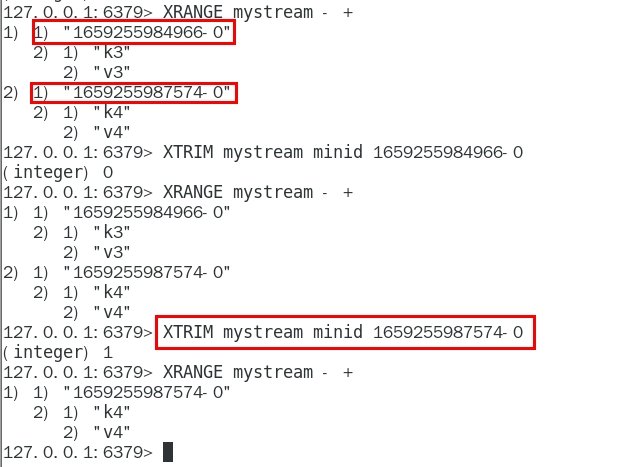 127.0.0.1:6379> XRANGE mystream - +
1) 1) "1659255984966-0"
   2) 1) "k3"
      2) "v3"
2) 1) "1659255987574-0"
   2) 1) "k4"
      2) "v4"
127.0.0.1:6379> XTRIM mystream minid 1659255984966-0
(integer) 0
127.0.0.1:6379> XRANGE mystream - +
1) 1) "1659255984966-0"
   2) 1) "k3"
      2) "v3"
2) 1) "1659255987574-0"
   2) 1) "k4"
      2) "v4"
127.0.0.1:6379> XTRIM mystream minid 1659255987574-0
(integer) 1
127.0.0.1:6379> XRANGE mystream - +
1) 1) "1659255987574-0"
   2) 1) "k4"
      2) "v4"
127.0.0.1:6379>